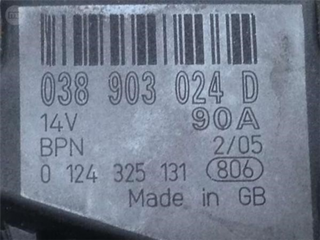 038 903 024 D
14V 90A
BPN 2/05
0 124 325 131 806
Made in GB